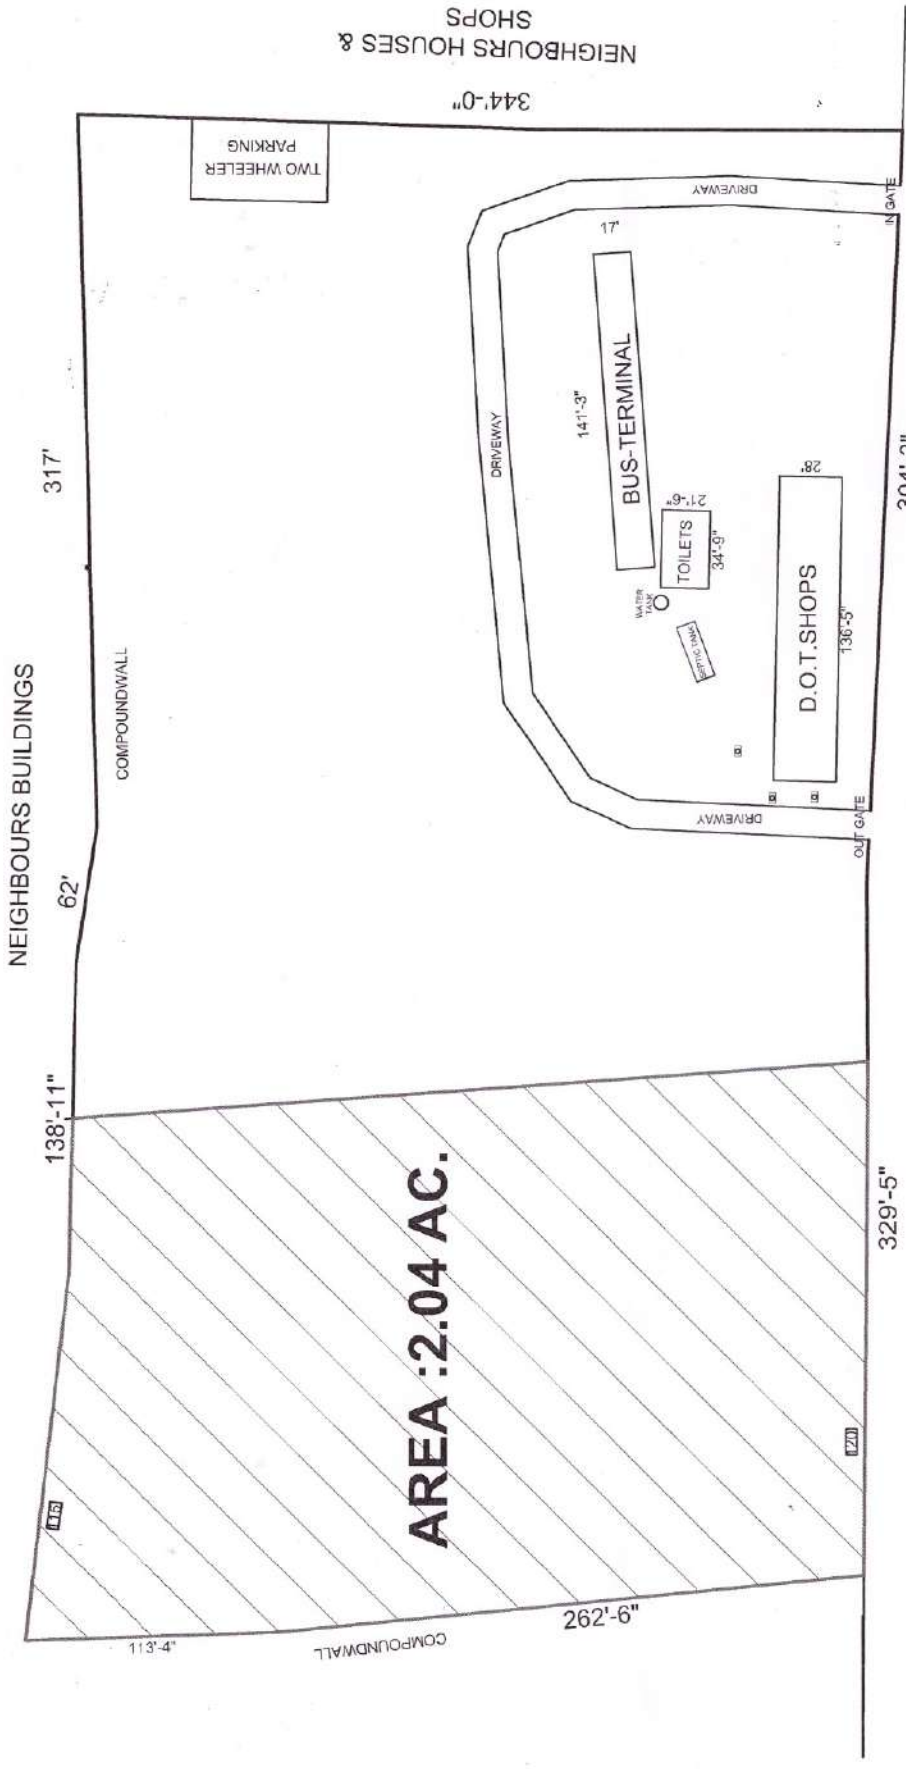 NEIGHBOURS BUILDINGS
138'-11"
62'
317'
COMPOUNDWALL
TWO WHEELER
PARKING
344'-0"
NEIGHBOURS HOUSES &
SHOPS
DRIVEWAY
DRIVEWAY
17'
141'-3"
BUS-TERMINAL
21'-6"
TOILETS
34'-9"
WATER
TANK
SEPTIC TANK
28'
D.O.T.SHOPS
136'-5"
DRIVEWAY
IN GATE
OUT GATE
AREA :2.04 AC.
113'-4"
COMPOUNDWALL
262'-6"
329'-5"